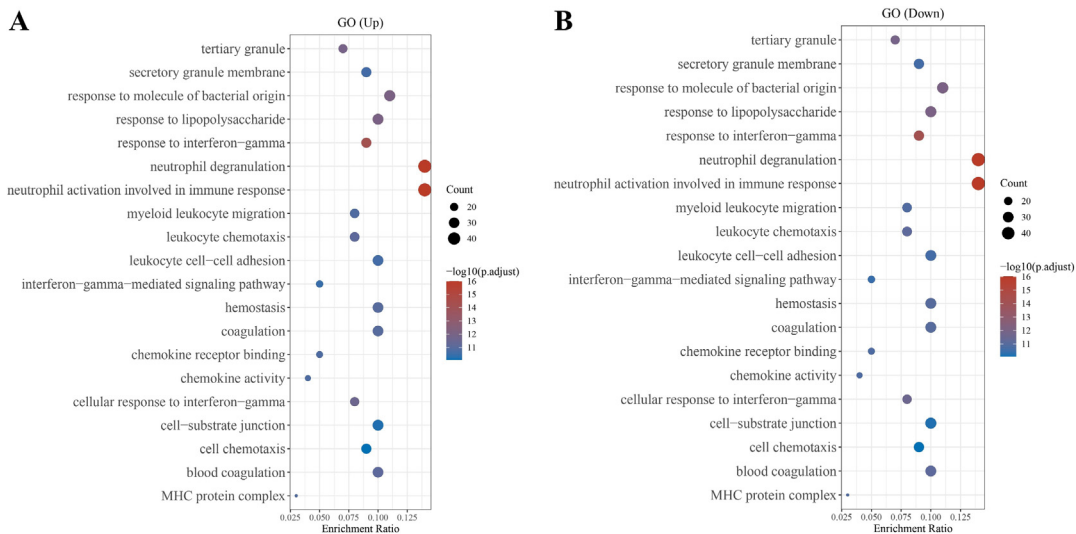 A
GO (Up)
tertiary granule
secretory granule membrane
response to molecule of bacterial origin
response to lipopolysaccharide
response to interferon−gamma
neutrophil degranulation
neutrophil activation involved in immune response
myeloid leukocyte migration
leukocyte chemotaxis
leukocyte cell−cell adhesion
interferon−gamma−mediated signaling pathway
hemostasis
coagulation
chemokine receptor binding
chemokine activity
cellular response to interferon−gamma
cell−substrate junction
cell chemotaxis
blood coagulation
MHC protein complex
0.025 0.050 0.075 0.100 0.125
Enrichment Ratio
Count
20
30
40
−log10(p.adjust)
16
15
14
13
12
11
B
GO (Down)
tertiary granule
secretory granule membrane
response to molecule of bacterial origin
response to lipopolysaccharide
response to interferon−gamma
neutrophil degranulation
neutrophil activation involved in immune response
myeloid leukocyte migration
leukocyte chemotaxis
leukocyte cell−cell adhesion
interferon−gamma−mediated signaling pathway
hemostasis
coagulation
chemokine receptor binding
chemokine activity
cellular response to interferon−gamma
cell−substrate junction
cell chemotaxis
blood coagulation
MHC protein complex
0.025 0.050 0.075 0.100 0.125
Enrichment Ratio
Count
20
30
40
−log10(p.adjust)
16
15
14
13
12
11